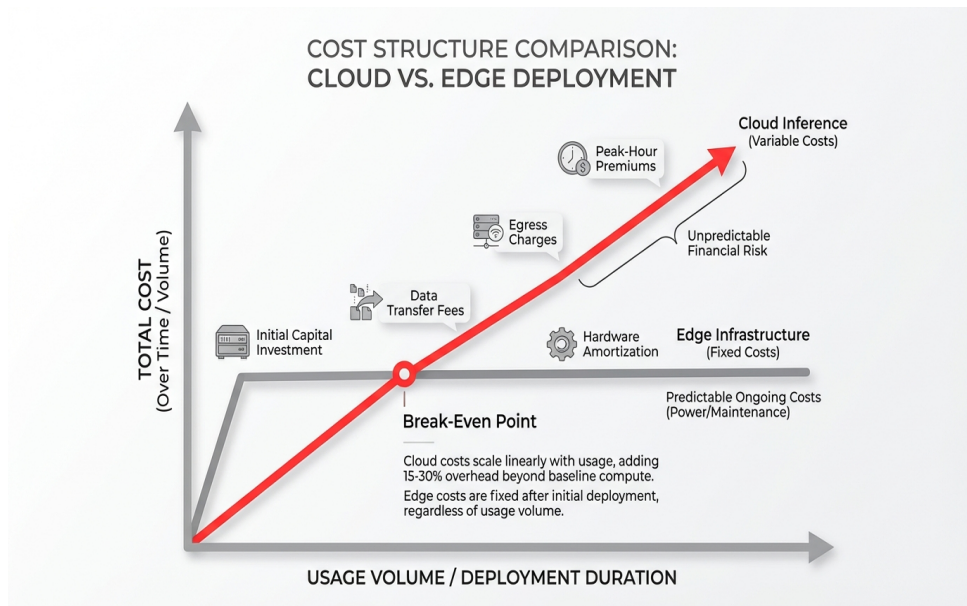 COST STRUCTURE COMPARISON:
CLOUD VS. EDGE DEPLOYMENT
Cloud Inference
(Variable Costs)
Peak-Hour
Premiums
Egress
Charges
Unpredictable
Financial Risk
Data
Transfer Fees
TOTAL COST
(Over Time / Volume)
Initial Capital
Investment
Hardware
Amortization
Edge Infrastructure
(Fixed Costs)
Predictable Ongoing Costs
(Power/Maintenance)
Break-Even Point
Cloud costs scale linearly with usage, adding
15-30% overhead beyond baseline compute.
Edge costs are fixed after initial deployment,
regardless of usage volume.
USAGE VOLUME / DEPLOYMENT DURATION